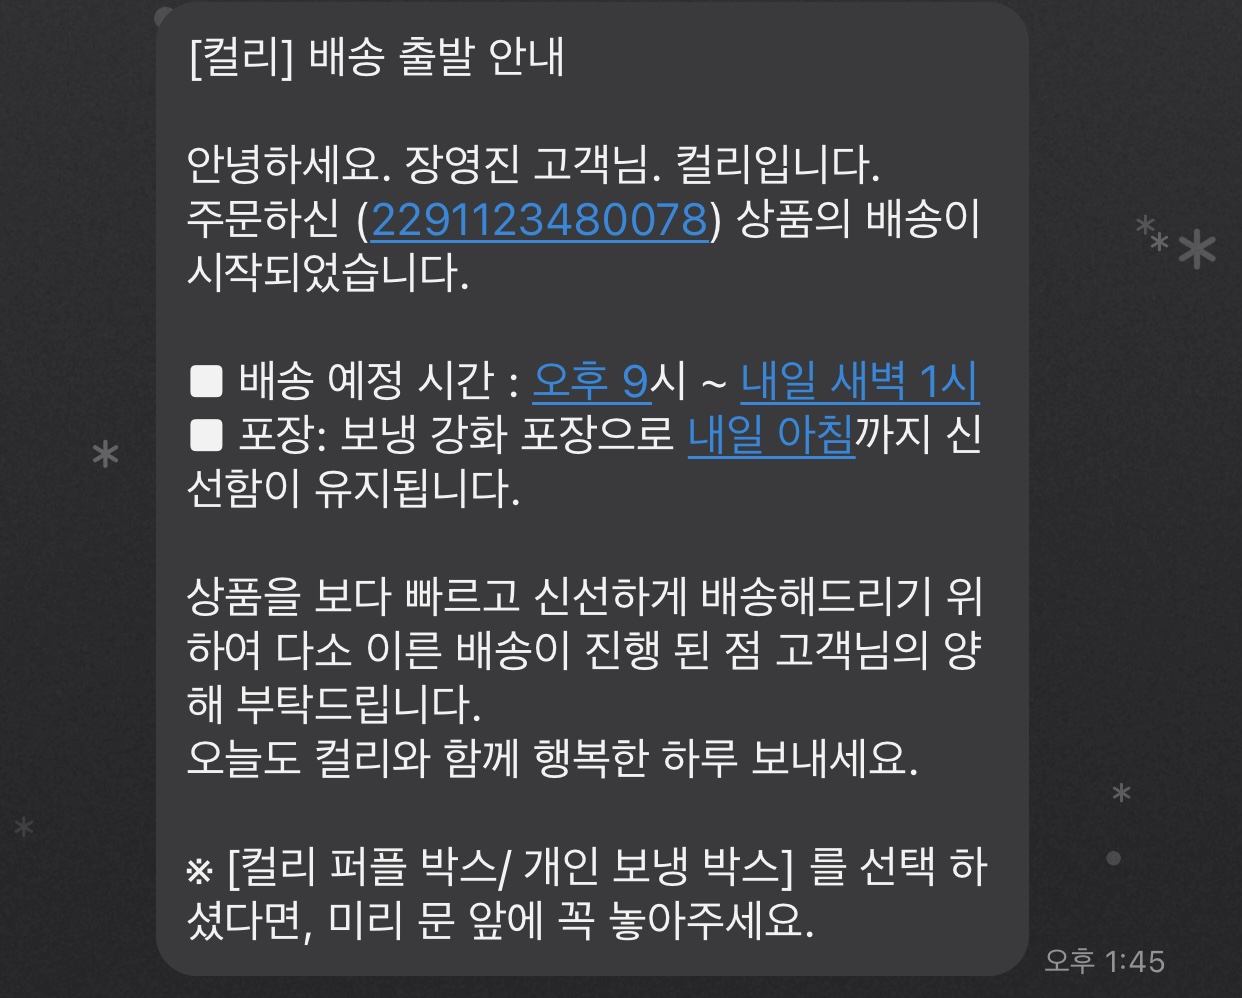 [컬리] 배송 출발 안내
안녕하세요. 장영진 고객님. 컬리입니다.
주문하신 (2291123480078) 상품의 배송이
시작되었습니다.
■ 배송 예정 시간 : 오후 9시 ~ 내일 새벽 1시
■ 포장: 보냉 강화 포장으로 내일 아침까지 신
선함이 유지됩니다.
상품을 보다 빠르고 신선하게 배송해드리기 위
하여 다소 이른 배송이 진행 된 점 고객님의 양
해 부탁드립니다.
오늘도 컬리와 함께 행복한 하루 보내세요.
※ [컬리 퍼플 박스/ 개인 보냉 박스] 를 선택 하
셨다면, 미리 문 앞에 꼭 놓아주세요.
오후 1:45